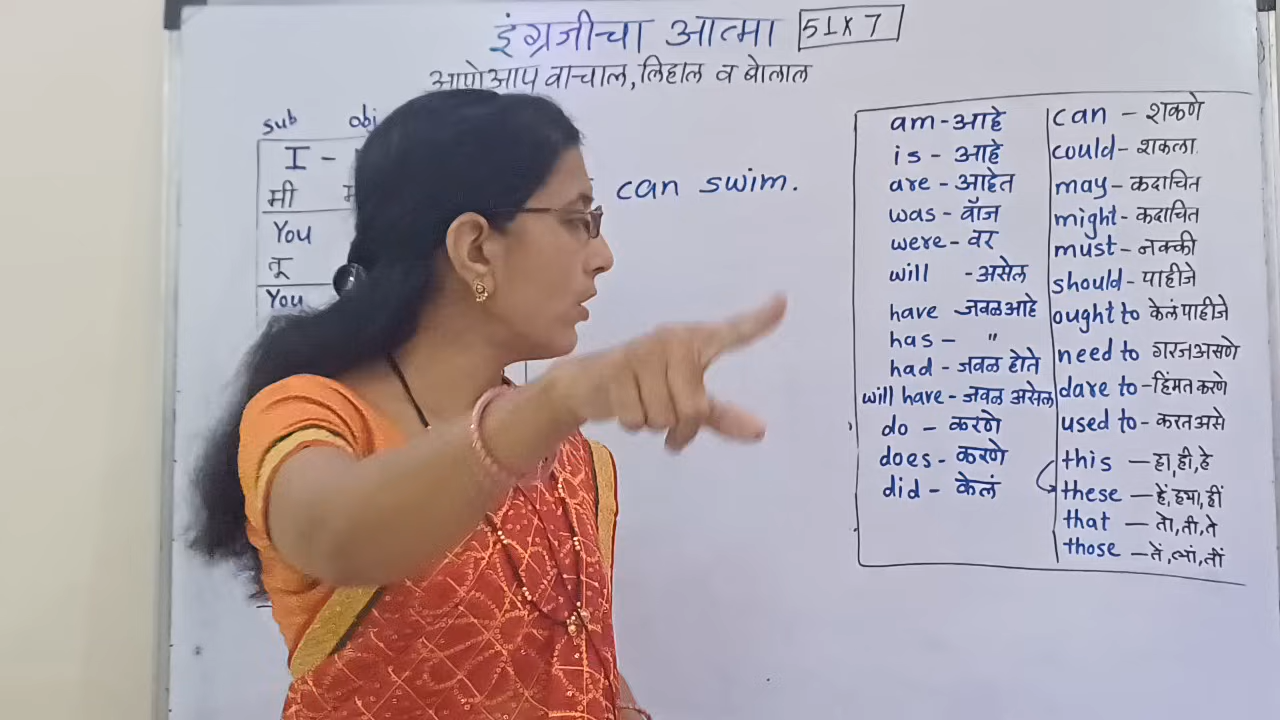 इंग्रजीचा आत्मा 51X7
आपोआप वाचाल, लिहाल व बोलाल
sub obj
I -
मी
You
तू
You
can swim.
am - आहे
is - आहे
are - आहेत
was - वॉज
were - वर
will - असेल
have जवळ आहे
has - "
had - जवळ होते
will have - जवळ असेल
do - करणे
does - करणे
did - केलं
can - शकणे
could - शकला.
may - कदाचित
might - कदाचित
must - नक्की
should - पाहीजे
ought to केलं पाहीजे
need to गरज असणे
dare to - हिंमत करणे
used to - करत असे
this - हा, ही, हे
these - हें, ह्या, हीं
that - तो, ती, ते
those - तें, त्यां, तीं